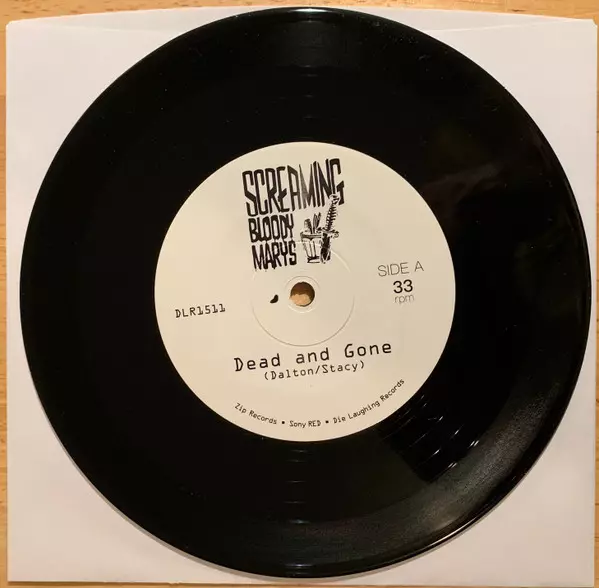 SCREAMING
BLOODY
MARYS
SIDE A
33
rpm
DLR1511
Dead and Gone
(Dalton/Stacy)
Zip Records ▪ Sony RED ▪ Die Laughing Records